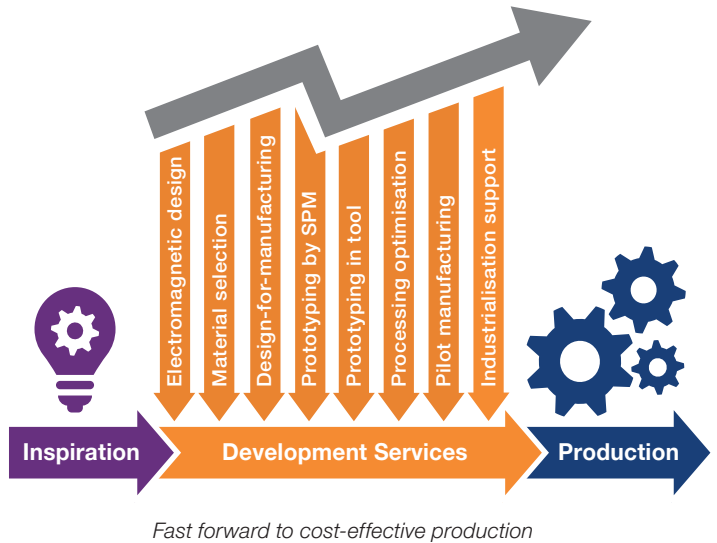 Electromagnetic design
Material selection
Design-for-manufacturing
Prototyping by SPM
Prototyping in tool
Processing optimisation
Pilot manufacturing
Industrialisation support
Inspiration
Development Services
Production
Fast forward to cost-effective production